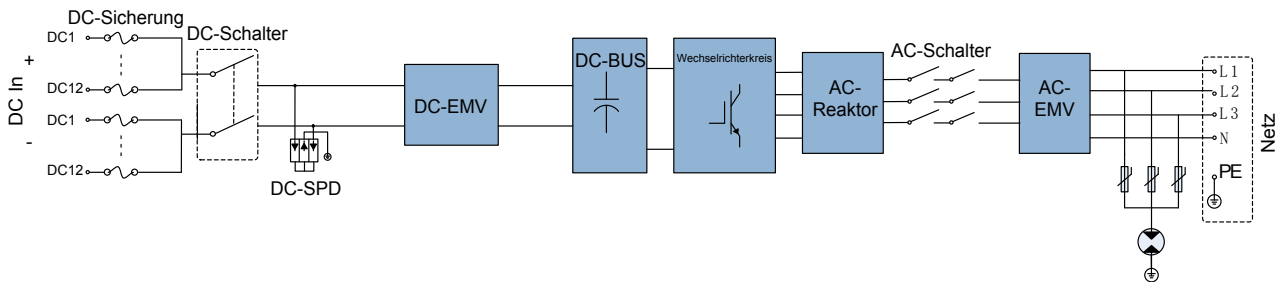 DC-Sicherung
DC1
DC-Schalter
+
DC12
DC In
DC1
-
DC12
DC-SPD
DC-EMV
DC-BUS
Wechselrichterkreis
AC-
Reaktor
AC-Schalter
AC-
EMV
L1
L2
L3
N
PE
Netz